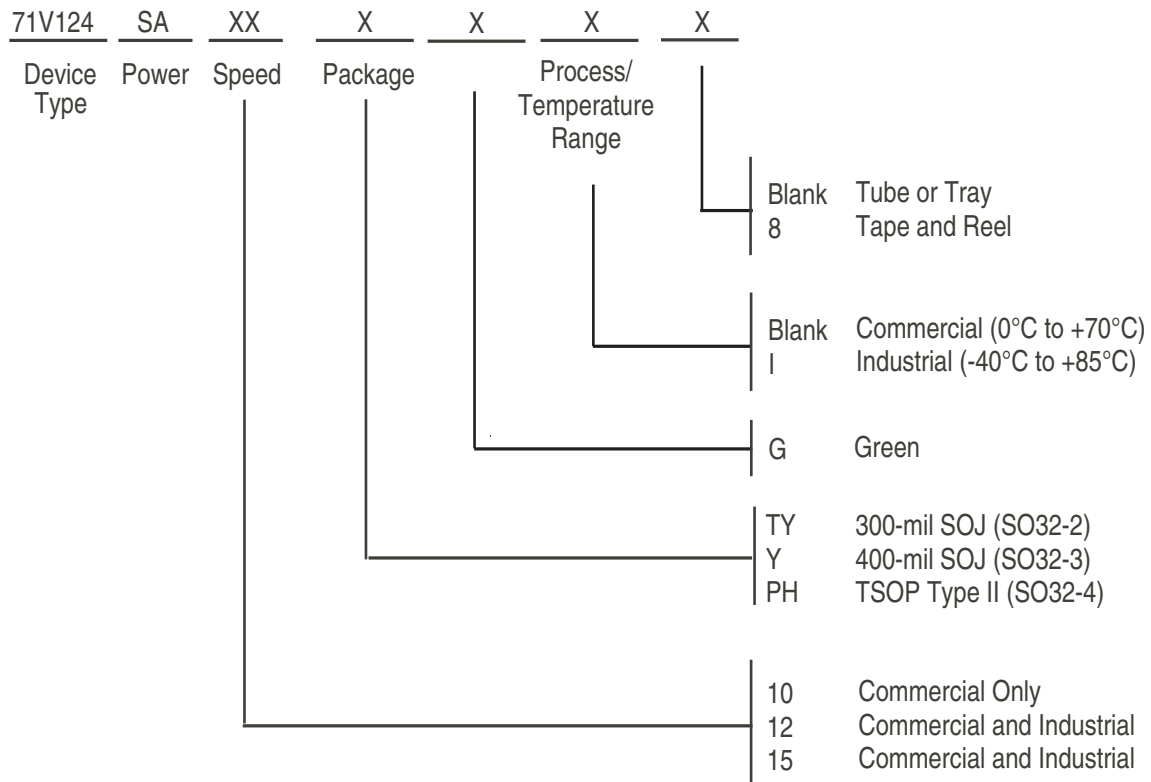 71V124 SA XX X X X X
Device Type Power Speed Package Process/ Temperature Range
Blank Tube or Tray
8 Tape and Reel
Blank Commercial (0°C to +70°C)
I Industrial (-40°C to +85°C)
G Green
TY 300-mil SOJ (SO32-2)
Y 400-mil SOJ (SO32-3)
PH TSOP Type II (SO32-4)
10 Commercial Only
12 Commercial and Industrial
15 Commercial and Industrial